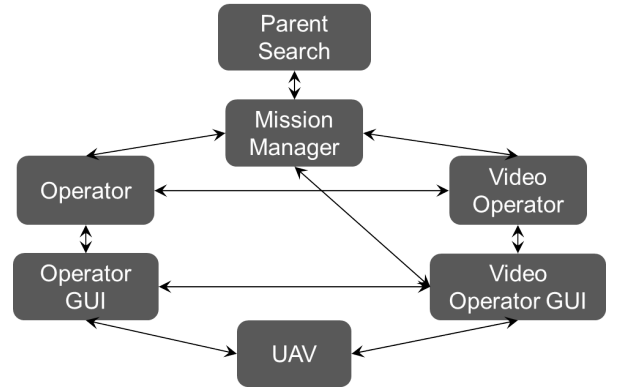 Parent
Search
Mission
Manager
Operator
Video
Operator
Operator
GUI
Video
Operator GUI
UAV